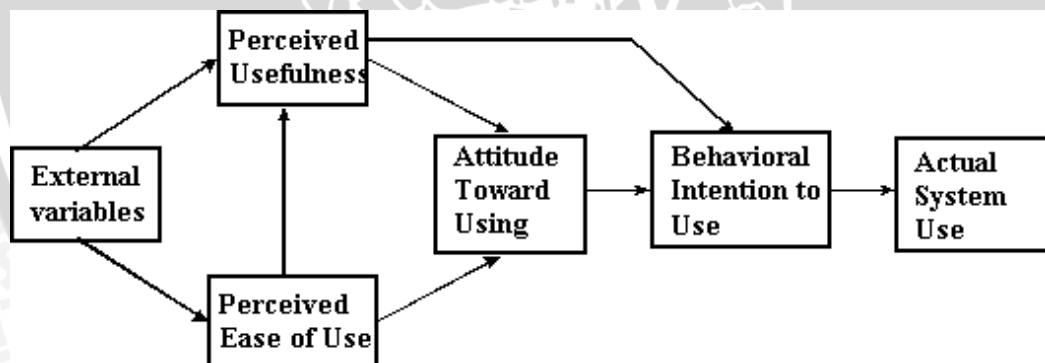 Perceived
Usefulness
External
variables
Attitude
Toward
Using
Behavioral
Intention to
Use
Actual
System
Use
Perceived
Ease of Use